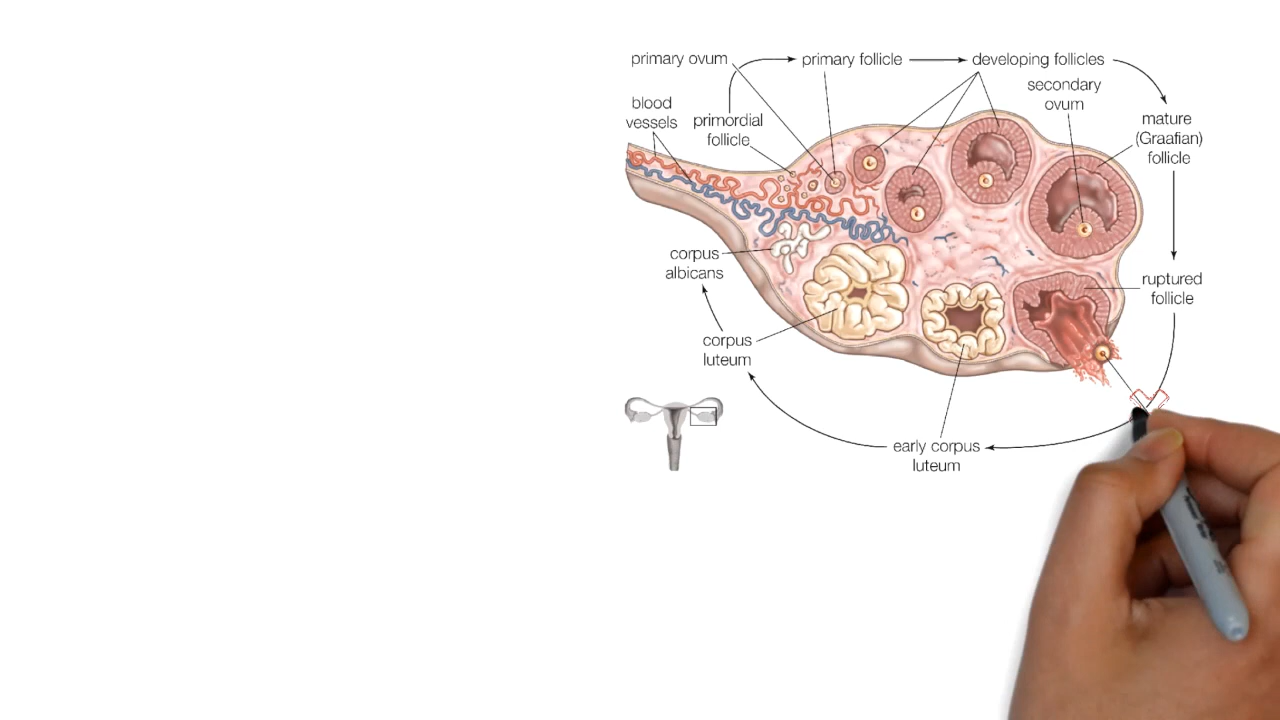 primary ovum
primary follicle
developing follicles
secondary
ovum
blood
vessels
primordial
follicle
mature
(Graafian)
follicle
corpus
albicans
ruptured
follicle
corpus
luteum
early corpus
luteum